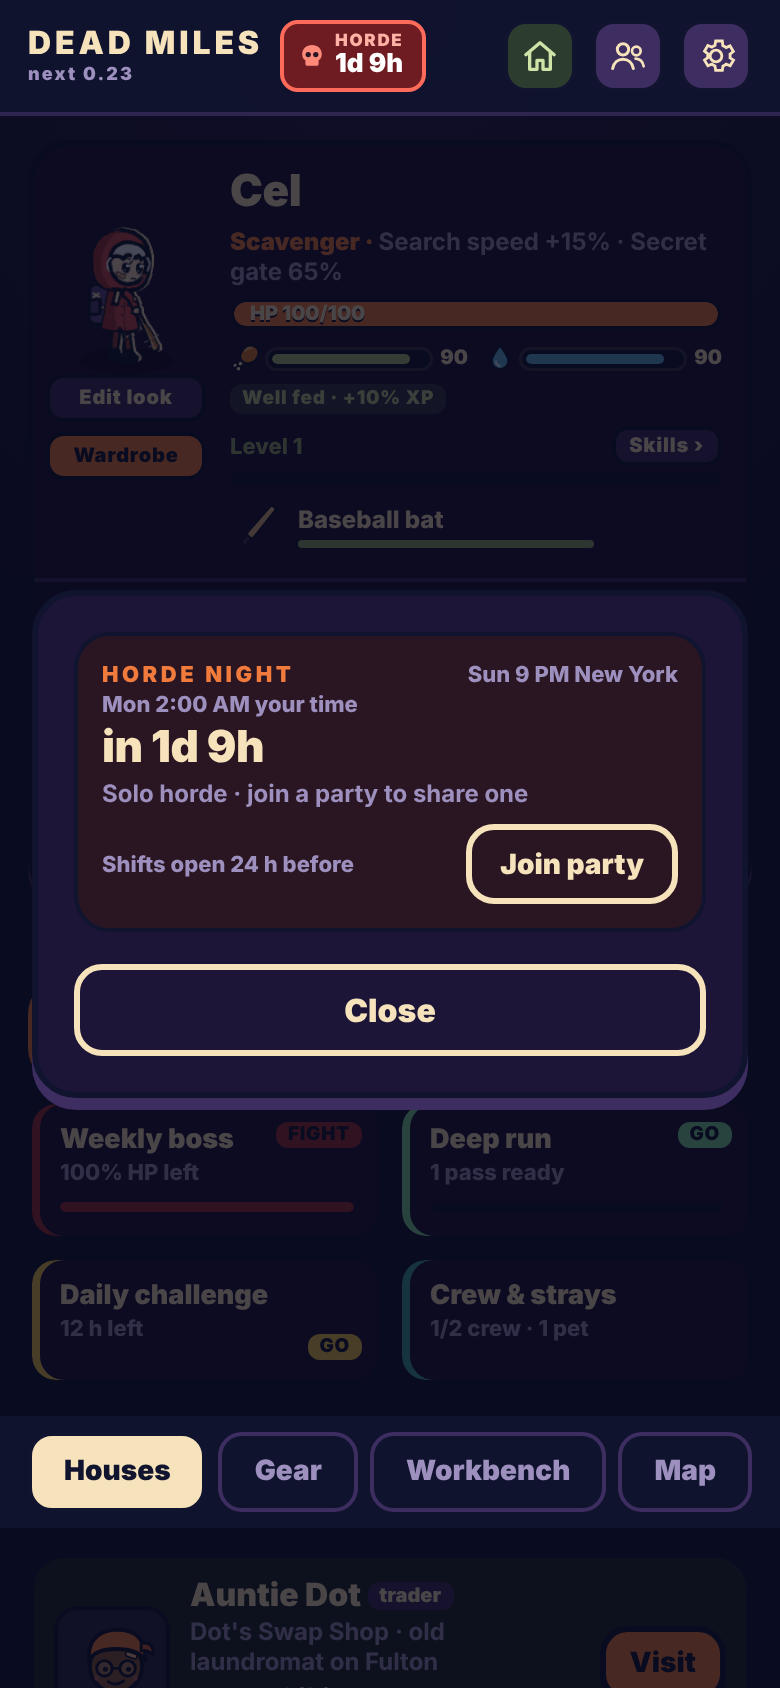 DEAD MILES
next 0.23
HORDE
1d 9h
Cel
Scavenger · Search speed +15% · Secret
gate 65%
HP 100/100
90
90
Edit look
Well fed · +10% XP
Wardrobe
Level 1
Skills ›
Baseball bat
HORDE NIGHT
Sun 9 PM New York
Mon 2:00 AM your time
in 1d 9h
Solo horde · join a party to share one
Shifts open 24 h before
Join party
Close
Weekly boss
FIGHT
100% HP left
Deep run
GO
1 pass ready
Daily challenge
12 h left
GO
Crew & strays
1/2 crew · 1 pet
Houses
Gear
Workbench
Map
Auntie Dot
trader
Dot's Swap Shop · old
laundromat on Fulton
Visit